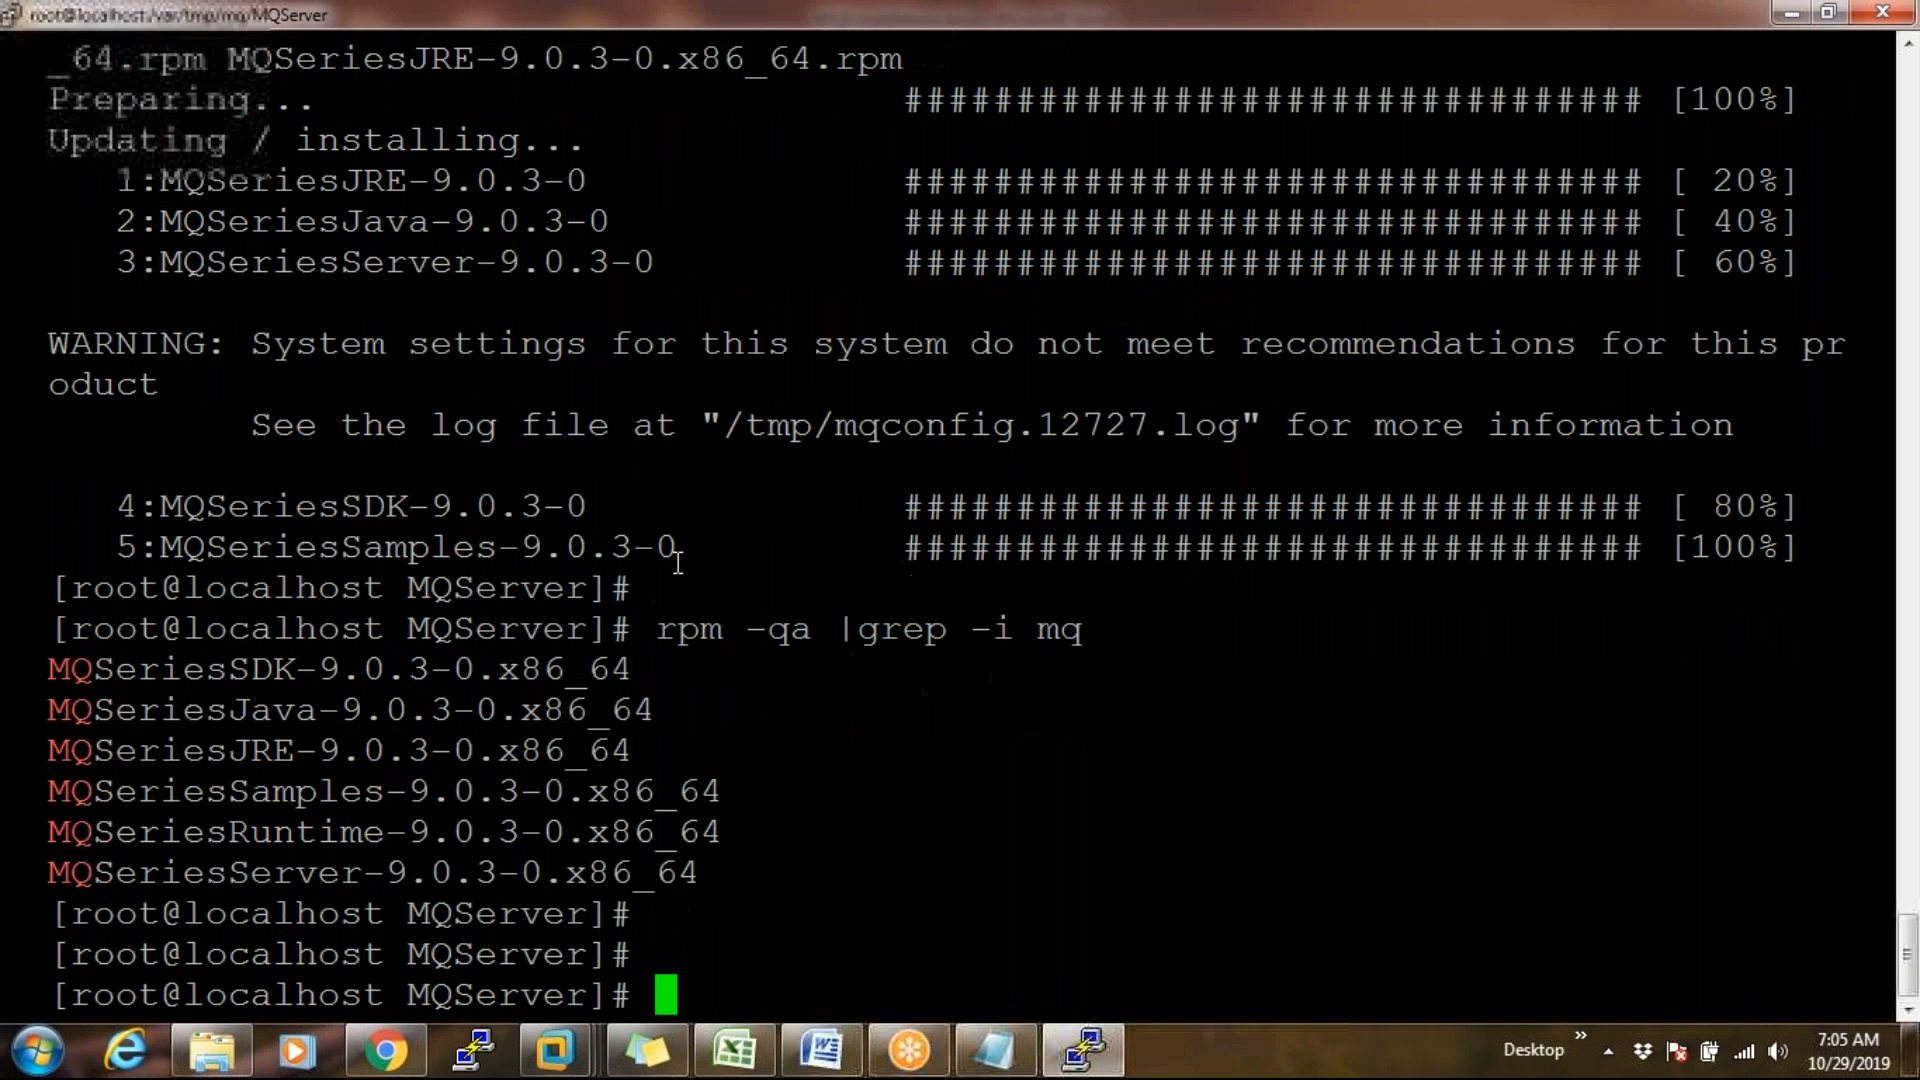 root@localhost:/var/tmp/mq/MQServer
_64.rpm MQSeriesJRE-9.0.3-0.x86_64.rpm
Preparing... ################################# [100%]
Updating / installing...
1:MQSeriesJRE-9.0.3-0 ################################# [ 20%]
2:MQSeriesJava-9.0.3-0 ################################# [ 40%]
3:MQSeriesServer-9.0.3-0 ################################# [ 60%]
WARNING: System settings for this system do not meet recommendations for this pr
oduct
See the log file at "/tmp/mqconfig.12727.log" for more information
4:MQSeriesSDK-9.0.3-0 ################################# [ 80%]
5:MQSeriesSamples-9.0.3-0 ################################# [100%]
[root@localhost MQServer]#
[root@localhost MQServer]# rpm -qa |grep -i mq
MQSeriesSDK-9.0.3-0.x86_64
MQSeriesJava-9.0.3-0.x86_64
MQSeriesJRE-9.0.3-0.x86_64
MQSeriesSamples-9.0.3-0.x86_64
MQSeriesRuntime-9.0.3-0.x86_64
MQSeriesServer-9.0.3-0.x86_64
[root@localhost MQServer]#
[root@localhost MQServer]#
[root@localhost MQServer]#
Desktop »
7:05 AM
10/29/2019